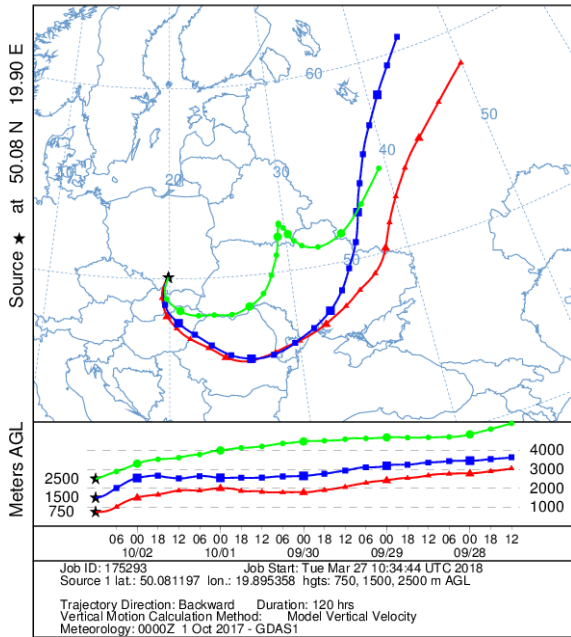 Source ★ at 50.08 N 19.90 E
60
50
40
10
20
30
50
Meters AGL
2500
1500
750
4000
3000
2000
1000
06 00 18 12 06 00 18 12 06 00 18 12 06 00 18 12 06 00 18 12
10/02 10/01 09/30 09/29 09/28
Job ID: 175293 Job Start: Tue Mar 27 10:34:44 UTC 2018
Source 1 lat.: 50.081197 lon.: 19.895358 hgts: 750, 1500, 2500 m AGL
Trajectory Direction: Backward Duration: 120 hrs
Vertical Motion Calculation Method: Model Vertical Velocity
Meteorology: 0000Z 1 Oct 2017 - GDAS1